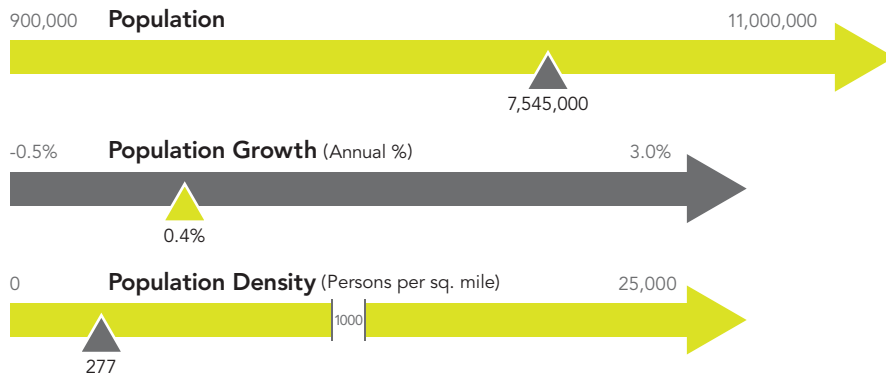 900,000 Population 11,000,000
7,545,000
-0.5% Population Growth (Annual %) 3.0%
0.4%
0 Population Density (Persons per sq. mile) 25,000
1000
277